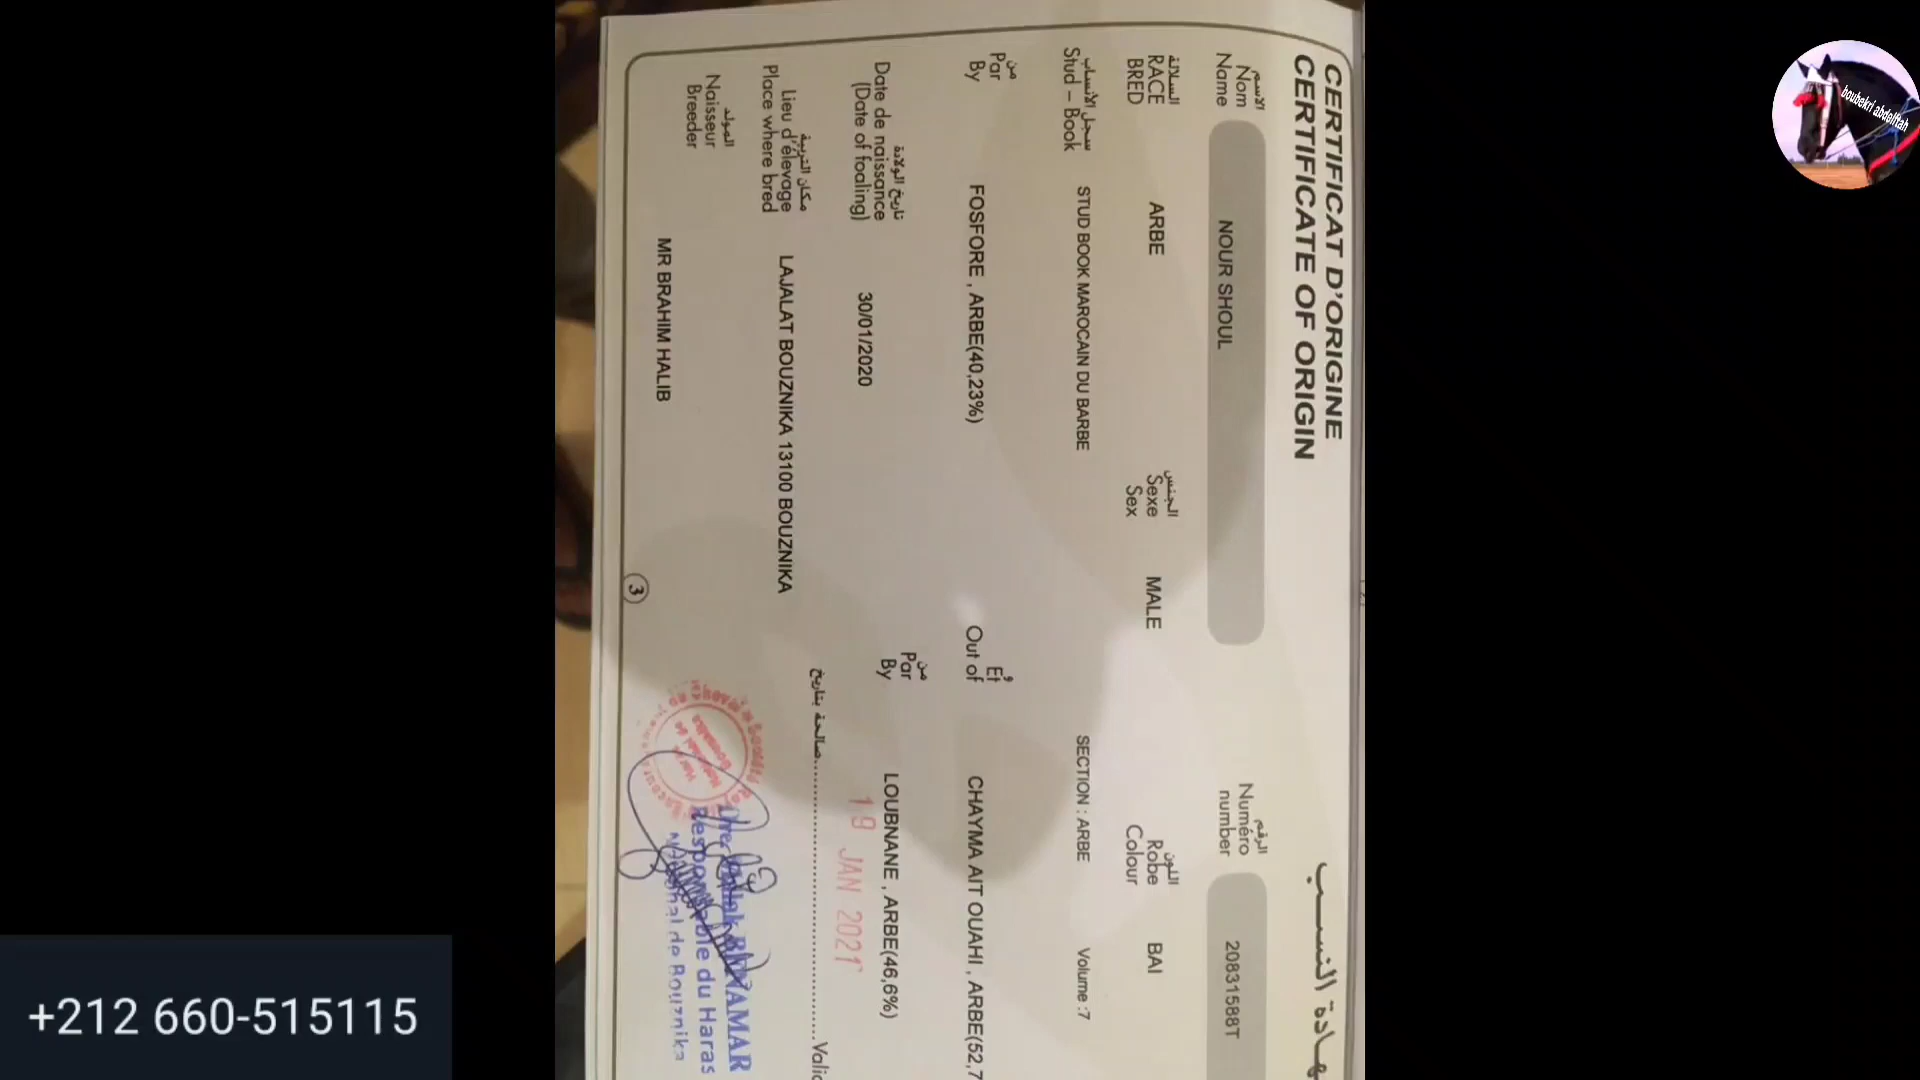 CERTIFICAT D'ORIGINE
CERTIFICATE OF ORIGIN
الاسم
Nom
Name
NOUR SHOUL
الرقم
Numéro
number
20831588T
السلالة
RACE
BRED
ARBE
الجنس
Sexe
Sex
MALE
اللون
Robe
Colour
BAI
سجل الأنساب
Stud - Book
STUD BOOK MAROCAIN DU BARBE
SECTION : ARBE
Volume :7
من
Par
By
FOSFORE , ARBE(40,23%)
و
Et
Out of
CHAYMA AIT OUAHI , ARBE(52,7
من
Par
By
LOUBNANE , ARBE(46,6%)
تاريخ الولادة
Date de naissance
(Date of foaling)
30/01/2020
19 JAN 2021
صالحة بتاريخ
مكان التربية
Lieu d'élevage
Place where bred
LAJALAT BOUZNIKA 13100 BOUZNIKA
المولد
Naisseur
Breeder
MR BRAHIM HALIB
Responsable du Haras
National de Bouznika
3
boubekri abdelftah
+212 660-515115